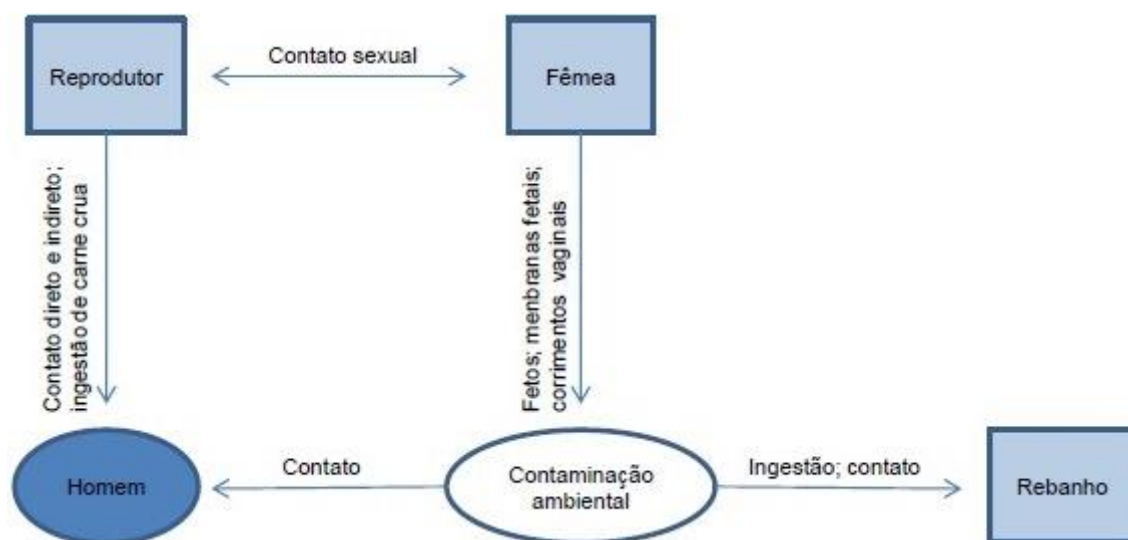 Contato sexual
Reprodutor
Fêmea
Contato direto e indireto;
ingestão de carne crua
Fetos; menbranas fetais;
corrimentos vaginais
Homem
Contato
Contaminação
ambiental
Ingestão; contato
Rebanho